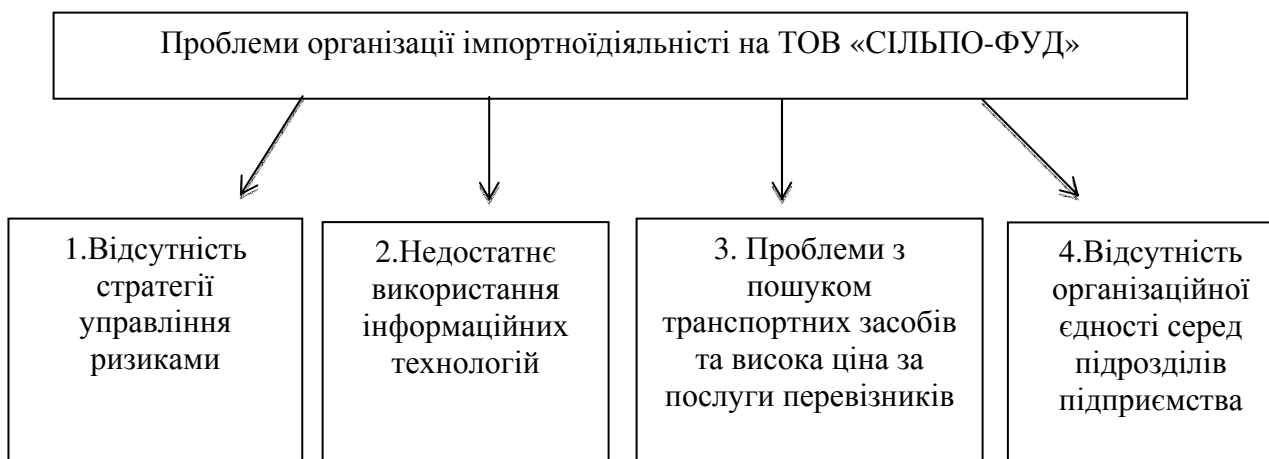 Проблеми організації імпортноїдіяльністі на ТОВ «СІЛЬПО-ФУД»
1.Відсутність
стратегії
управління
ризиками
2.Недостатнє
використання
інформаційних
технологій
3. Проблеми з
пошуком
транспортних засобів
та висока ціна за
послуги перевізників
4.Відсутність
організаційної
єдності серед
підрозділів
підприємства